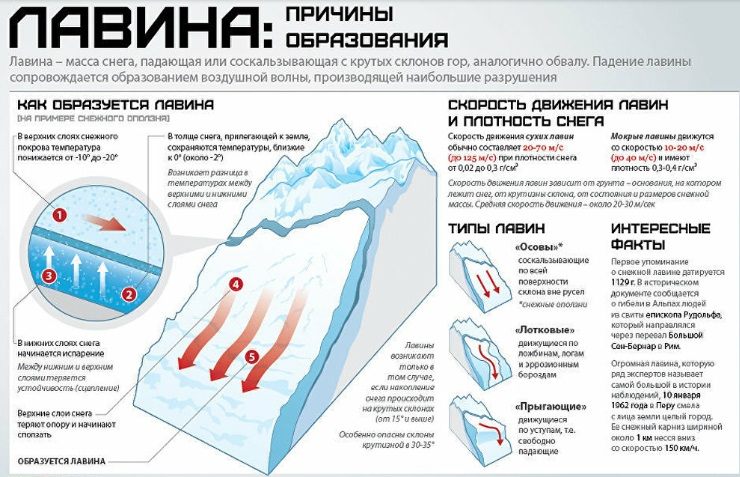 ЛАВИНА: ПРИЧИНЫ
ОБРАЗОВАНИЯ
Лавина – масса снега, падающая или соскальзывающая с крутых склонов гор, аналогично обвалу. Падение лавины
сопровождается образованием воздушной волны, производящей наибольшие разрушения
КАК ОБРАЗУЕТСЯ ЛАВИНА
(НА ПРИМЕРЕ СНЕЖНОГО ОПОЛЗНЯ)
В верхних слоях снежного
покрова температура
понижается от -10° до -20°
В толще снега, прилегающей к земле,
сохраняются температуры, близкие
к 0° (около -2°)
Возникает разница в
температурах между
верхними и нижними
слоями снега
1
2
3
4
5
В нижних слоях снега
начинается испарение
Между нижним и верхним
слоями теряется
устойчивость (сцепление)
Верхние слои снега
теряют опору и начинают
сползать
ОБРАЗУЕТСЯ ЛАВИНА
Лавины
возникают
только в
том случае,
если накопление
снега происходит
на крутых склонах
(от 15° и выше)
Особенно опасны склоны
крутизной в 30-35°
СКОРОСТЬ ДВИЖЕНИЯ ЛАВИН
И ПЛОТНОСТЬ СНЕГА
Скорость движения сухих лавин
обычно составляет 20-70 м/с
(до 125 м/с) при плотности снега
от 0,02 до 0,3 г/см³
Мокрые лавины движутся
со скоростью 10-20 м/с
(до 40 м/с) и имеют
плотность 0,3-0,4 г/см³
Скорость движения лавин зависит от грунта – основания, на котором
лежит снег, от крутизны склона, от состояния и размеров снежной
массы. Средняя скорость движения – около 20-30 м/сек
ТИПЫ ЛАВИН
«Осовы»*
соскальзывающие
по всей
поверхности
склона вне русел
*снежные оползни
«Лотковые»
движущиеся по
ложбинам, логам
и эррозионным
бороздам
«Прыгающие»
движущиеся
по уступам, т.е.
свободно
падающие
ИНТЕРЕСНЫЕ
ФАКТЫ
Первое упоминание
о снежной лавине датируется
1129 г. В историческом
документе сообщается
о гибели в Альпах людей
из свиты епископа Рудольфа,
который направлялся
через перевал Большой
Сен-Бернар в Рим.
Огромная лавина, которую
ряд экспертов называет
самой большой в истории
наблюдений, 10 января
1962 года в Перу смела
с лица земли целый город.
Ее снежный карниз шириной
около 1 км несся вниз
со скоростью 150 км/ч.